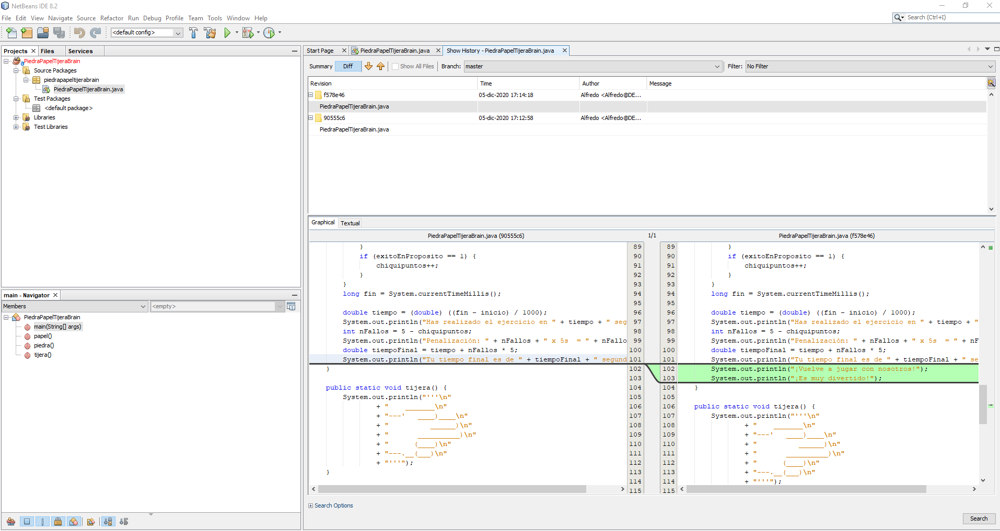 NetBeans IDE 8.2
File Edit View Navigate Source Refactor Run Debug Profile Team Tools Window Help
Search (Ctrl+I)
<default config>
Projects Files Services
PiedraPapelTijeraBrain
Source Packages
piedrapapeltijerabrain
PiedraPapelTijeraBrain.java
Test Packages
<default package>
Libraries
Test Libraries
main - Navigator
Members <empty>
PiedraPapelTijeraBrain
main(String[] args)
papel()
piedra()
tijera()
Start Page PiedraPapelTijeraBrain.java Show History - PiedraPapelTijeraBrain.java
Summary Diff Show All Files Branch: master Filter: No Filter
Revision Time Author Message
f578e46 05-dic-2020 17:14:18 Alfredo <Alfredo@DE...
PiedraPapelTijeraBrain.java
90555c6 05-dic-2020 17:12:58 Alfredo <Alfredo@DE...
PiedraPapelTijeraBrain.java
Graphical Textual
PiedraPapelTijeraBrain.java (90555c6) 1/1 PiedraPapelTijeraBrain.java (f578e46)
} 89 89 }
if (exitoEnProposito == 1) { 90 90 if (exitoEnProposito == 1) {
chiquipuntos++; 91 91 chiquipuntos++;
} 92 92 }
} 93 93 }
long fin = System.currentTimeMillis(); 94 94 long fin = System.currentTimeMillis();
95 95
double tiempo = (double) ((fin - inicio) / 1000); 96 96 double tiempo = (double) ((fin - inicio) / 1000);
System.out.println("Has realizado el ejercicio en " + tiempo + " seg 97 97 System.out.println("Has realizado el ejercicio en " + tiempo + "
int nFallos = 5 - chiquipuntos; 98 98 int nFallos = 5 - chiquipuntos;
System.out.println("Penalización: " + nFallos + " x 5s  = " + nFallo 99 99 System.out.println("Penalización: " + nFallos + " x 5s  = " + nF
double tiempoFinal = tiempo + nFallos * 5; 100 100 double tiempoFinal = tiempo + nFallos * 5;
System.out.println("Tu tiempo final es de " + tiempoFinal + " segund 101 101 System.out.println("Tu tiempo final es de " + tiempoFinal + " se
} 102 102 System.out.println("¡Vuelve a jugar con nosotros!");
103 103 System.out.println("¡Es muy divertido!");
public static void tijera() { 104 104 }
System.out.println("'''\n" 105 105
+ "    _______\n" 106 106 public static void tijera() {
+ "---'   ____)____\n" 107 107 System.out.println("'''\n"
+ "          ______)\n" 108 108 + "    _______\n"
+ "       __________)\n" 109 109 + "---'   ____)____\n"
+ "      (____)\n" 110 110 + "          ______)\n"
+ "---.__(___)\n" 111 111 + "       __________)\n"
+ "'''"); 112 112 + "      (____)\n"
} 113 113 + "---.__(___)\n"
114 114 + "'''");
115 115
Search Options
Search